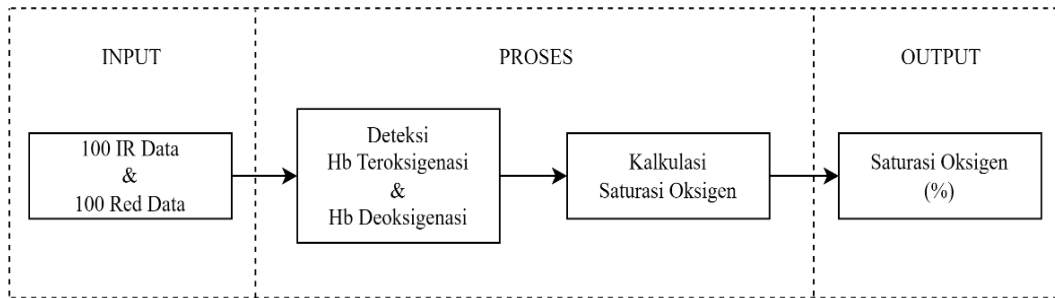 INPUT
PROSES
OUTPUT
100 IR Data
&
100 Red Data
Deteksi
Hb Teroksigenasi
&
Hb Deoksigenasi
Kalkulasi
Saturasi Oksigen
Saturasi Oksigen
(%)